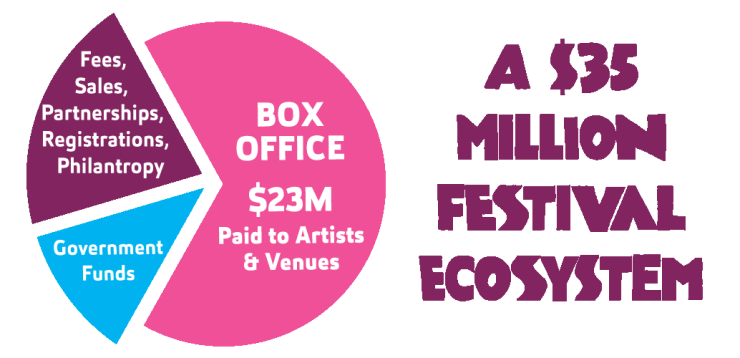 Fees,
Sales,
Partnerships,
Registrations,
Philantropy
Government
Funds
BOX
OFFICE
$23M
Paid to Artists
& Venues
A $35
MILLION
FESTIVAL
ECOSYSTEM